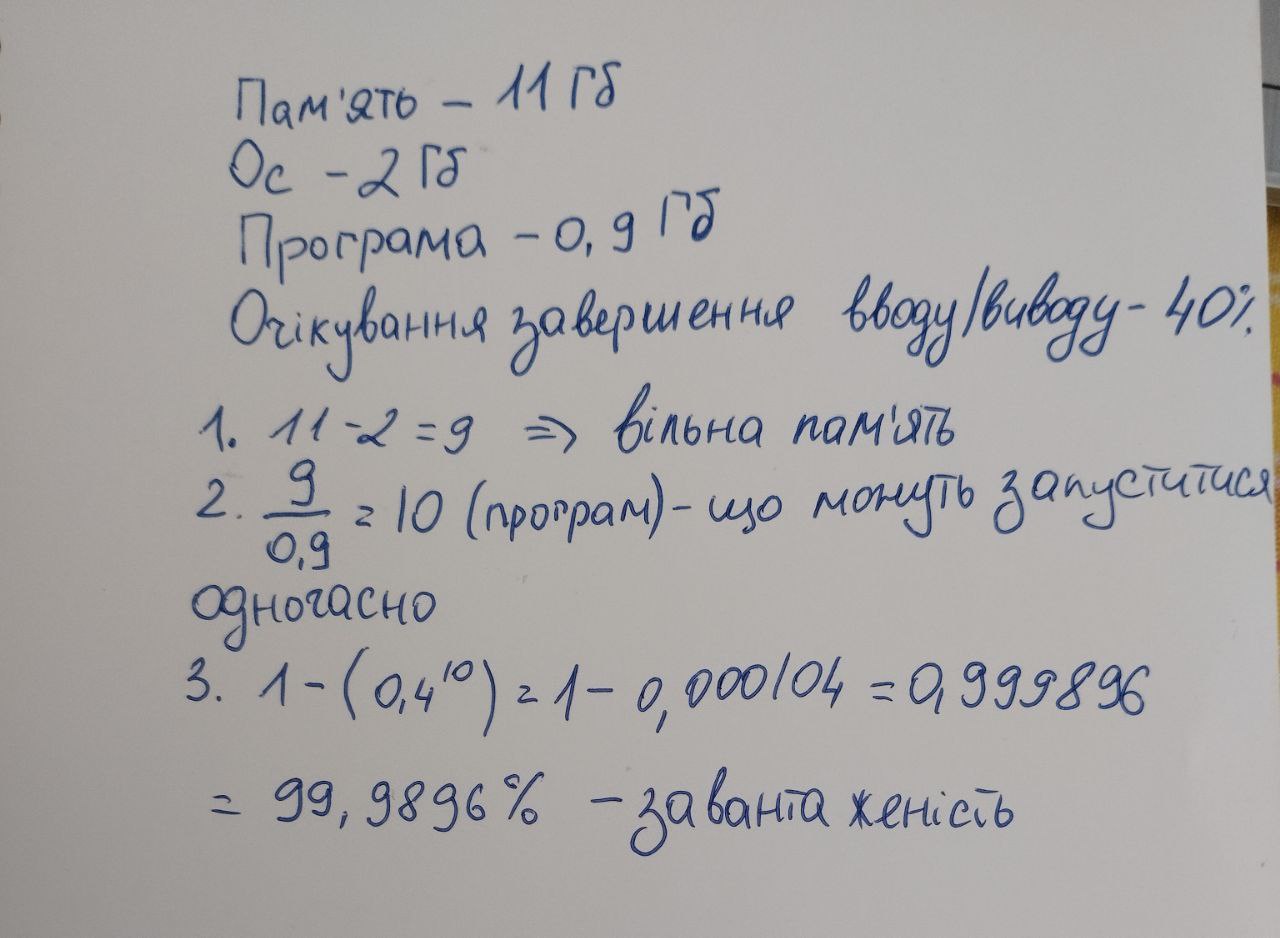 Пам'ять - 11 Гб
Ос - 2 Гб
Програма - 0,9 Гб
Очікування завершення вводу/виводу - 40%
1. 11 - 2 = 9 => вільна пам'ять
2. 9/0,9 = 10 (програм) - що можуть запуститися
одночасно
3. 1 - (0,4^10) = 1 - 0,000104 = 0,999896
= 99,9896% - завантаженість